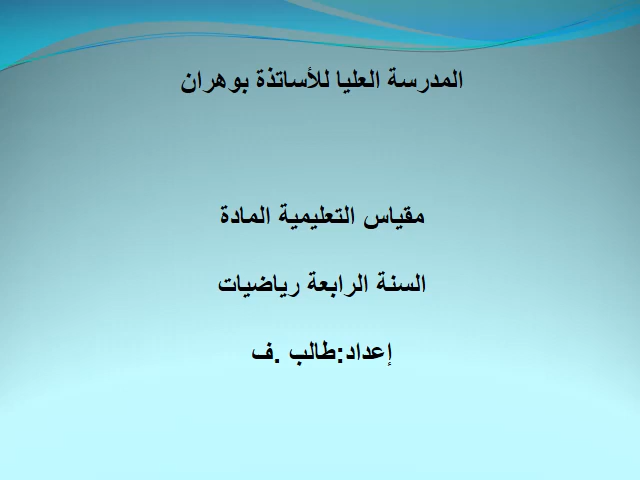 المدرسة العليا للأساتذة بوهران
مقياس التعليمية المادة
السنة الرابعة رياضيات
إعداد:طالب .ف